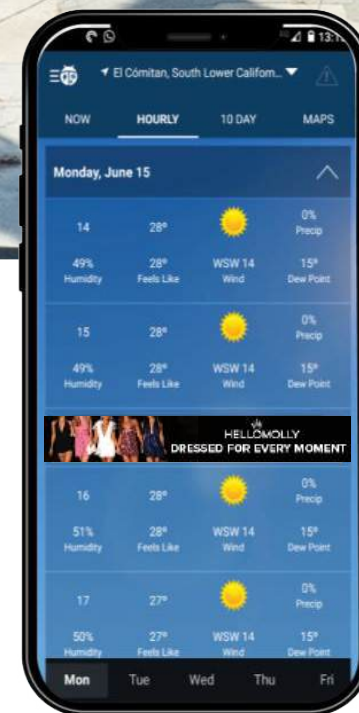 13:1
El Cómitan, South Lower Californ...
NOW HOURLY 10 DAY MAPS
Monday, June 15
14 28° 0%
Precip
49% 28° WSW 14 15°
Humidity Feels Like Wind Dew Point
15 28° 0%
Precip
49% 28° WSW 14 15°
Humidity Feels Like Wind Dew Point
HELLOMOLLY
DRESSED FOR EVERY MOMENT
16 28° 0%
Precip
51% 28° WSW 14 15°
Humidity Feels Like Wind Dew Point
17 27° 0%
Precip
50% 27° WSW 14 15°
Humidity Feels Like Wind Dew Point
Mon Tue Wed Thu Fri